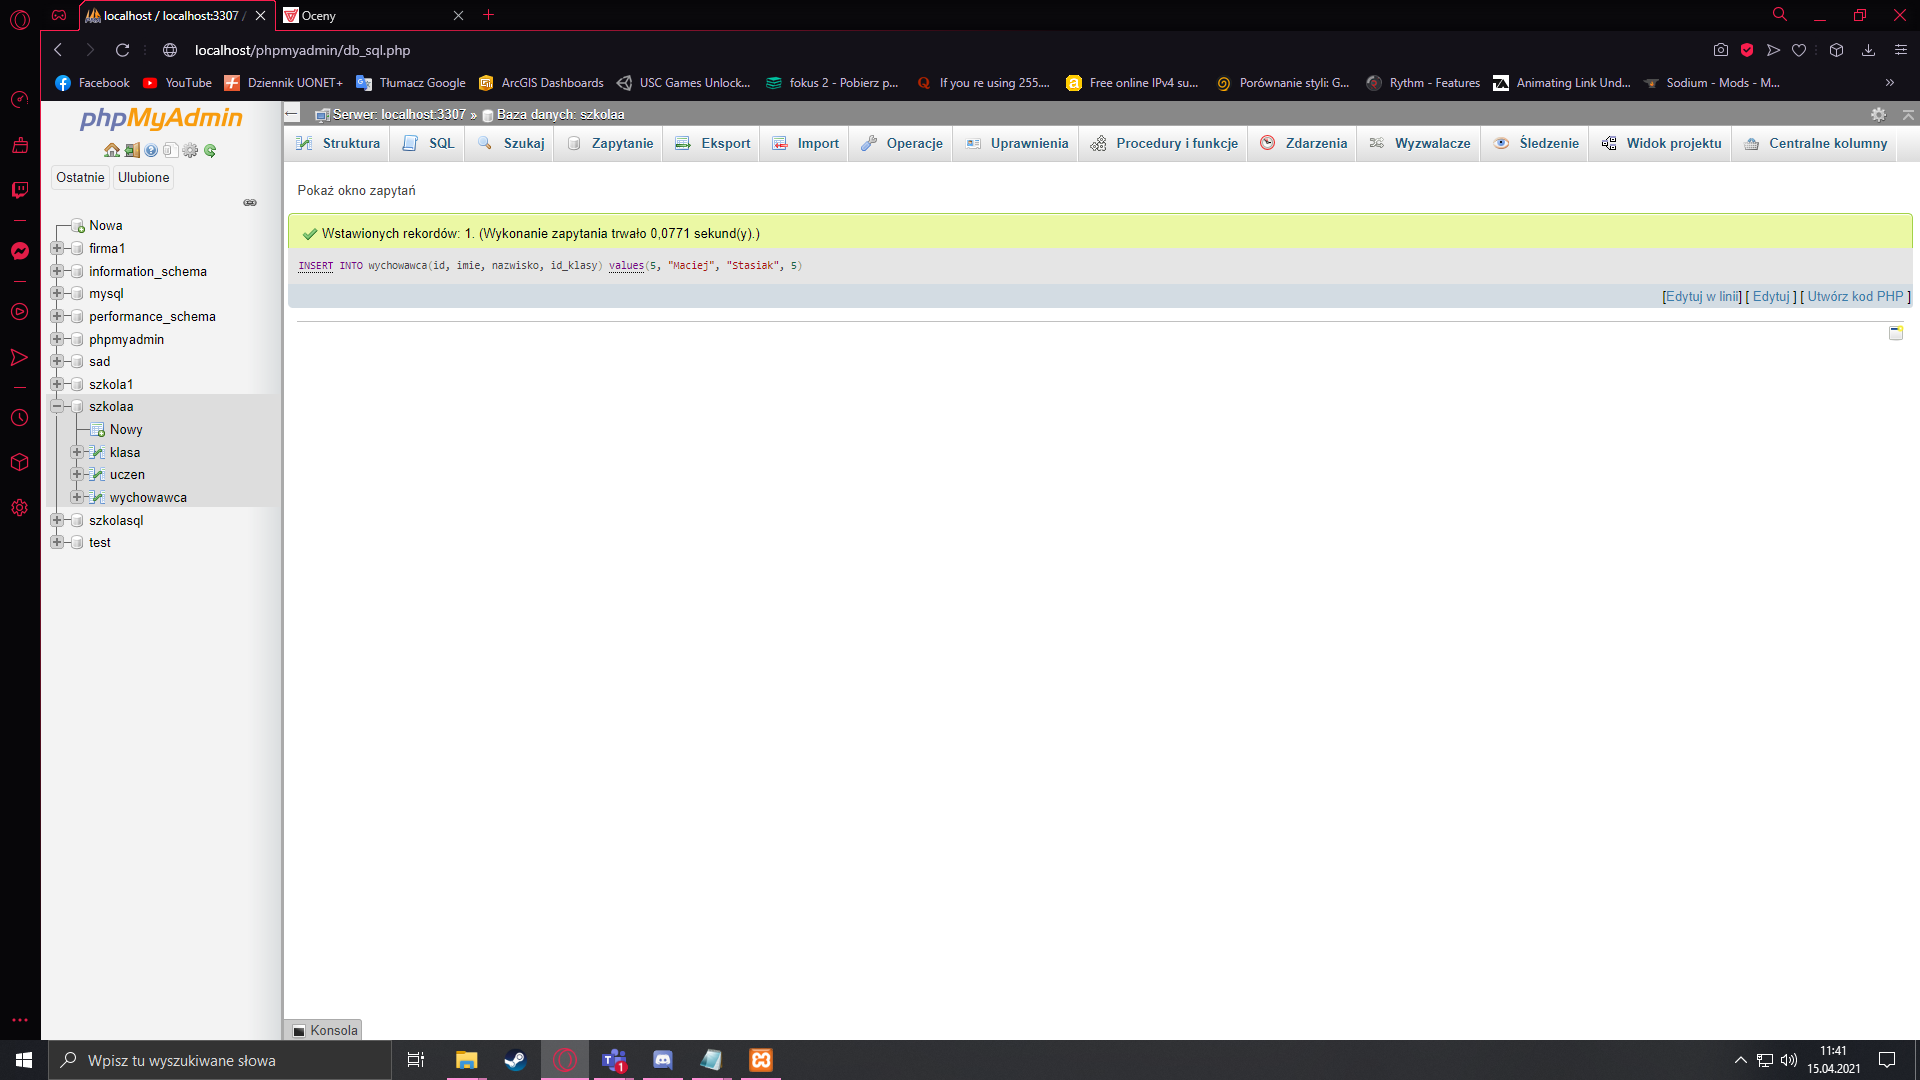 localhost / localhost:3307 /
Oceny
localhost/phpmyadmin/db_sql.php
Facebook
YouTube
Dziennik UONET+
Tłumacz Google
ArcGIS Dashboards
USC Games Unlock...
fokus 2 - Pobierz p...
If you re using 255....
Free online IPv4 su...
Porównanie styli: G...
Rythm - Features
Animating Link Und...
Sodium - Mods - M...
phpMyAdmin
Ostatnie
Ulubione
Nowa
firma1
information_schema
mysql
performance_schema
phpmyadmin
sad
szkola1
szkolaa
Nowy
klasa
uczen
wychowawca
szkolasql
test
Serwer: localhost:3307 » Baza danych: szkolaa
Struktura
SQL
Szukaj
Zapytanie
Eksport
Import
Operacje
Uprawnienia
Procedury i funkcje
Zdarzenia
Wyzwalacze
Śledzenie
Widok projektu
Centralne kolumny
Pokaż okno zapytań
Wstawionych rekordów: 1. (Wykonanie zapytania trwało 0,0771 sekund(y).)
INSERT INTO wychowawca(id, imie, nazwisko, id_klasy) values(5, "Maciej", "Stasiak", 5)
[Edytuj w linii] [ Edytuj ] [ Utwórz kod PHP ]
Konsola
Wpisz tu wyszukiwane słowa
1
11:41
15.04.2021